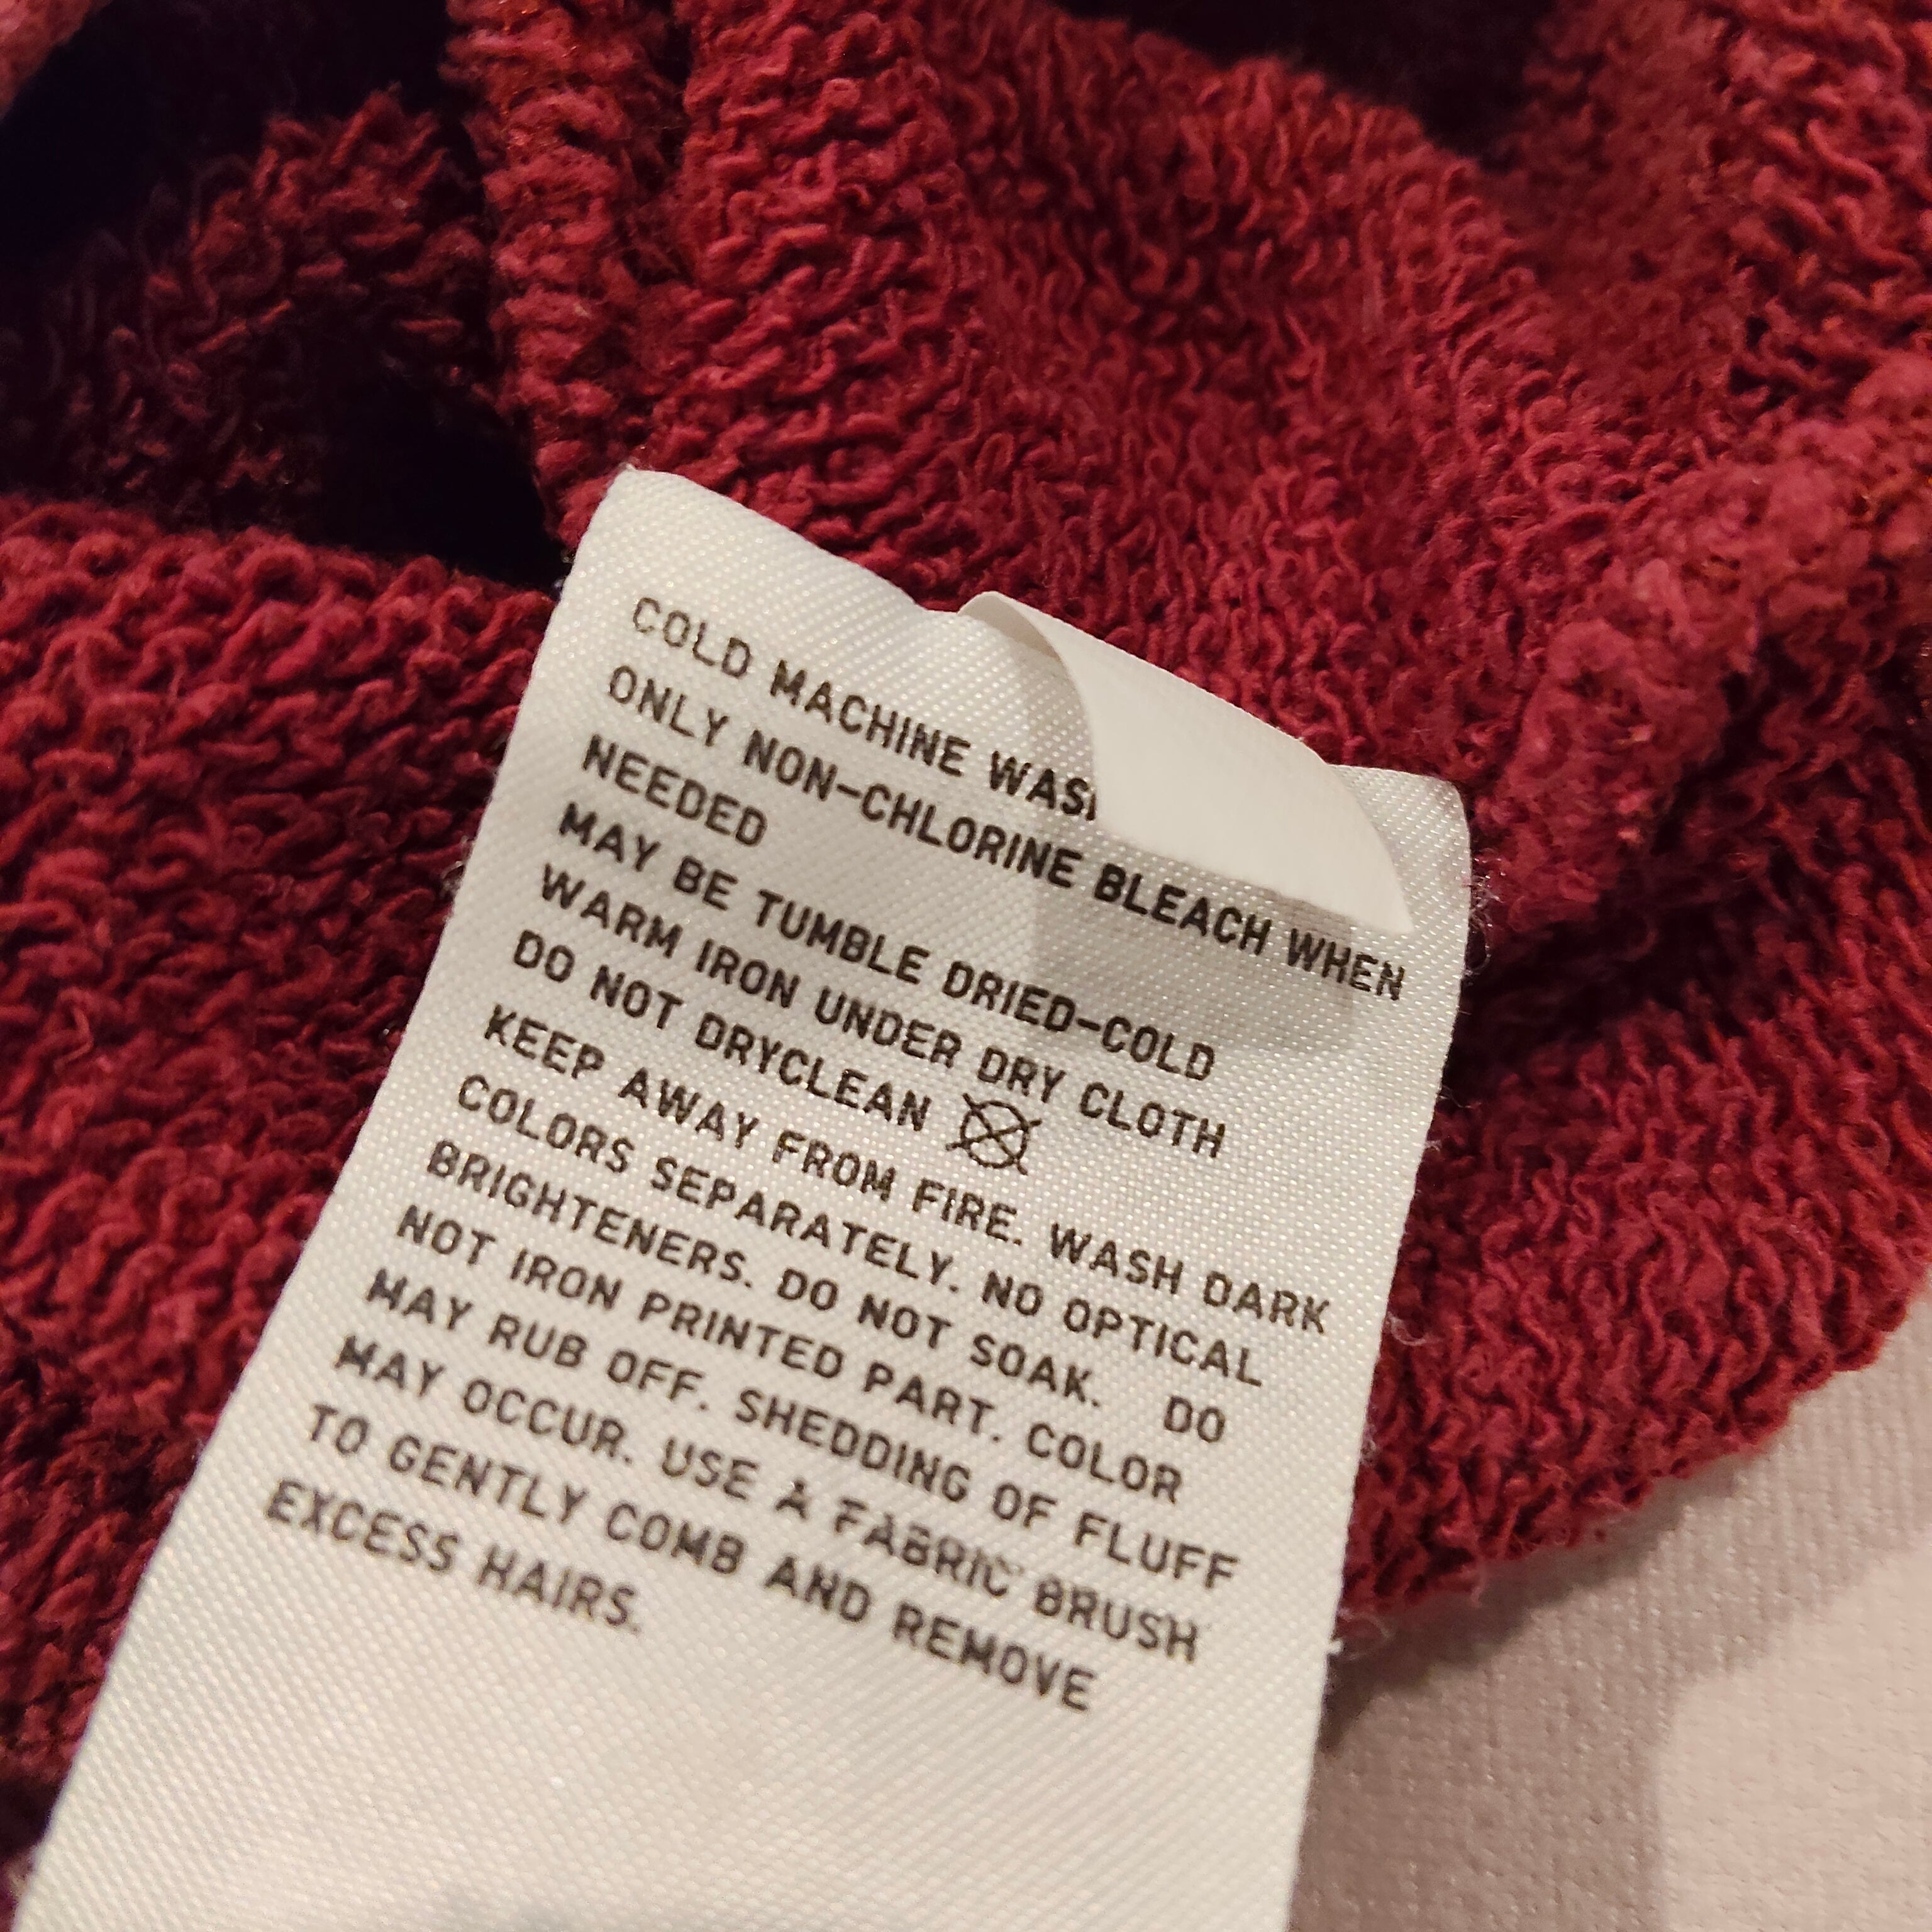 COLD MACHINE WAS
ONLY NON-CHLORINE BLEACH WHEN
NEEDED
MAY BE TUMBLE DRIED-COLD
WARM IRON UNDER DRY CLOTH
DO NOT DRYCLEAN
KEEP AWAY FROM FIRE. WASH DARK
COLORS SEPARATELY. NO OPTICAL
BRIGHTENERS. DO NOT SOAK. DO
NOT IRON PRINTED PART. COLOR
MAY RUB OFF. SHEDDING OF FLUFF
MAY OCCUR. USE A FABRIC BRUSH
TO GENTLY COMB AND REMOVE
EXCESS HAIRS.